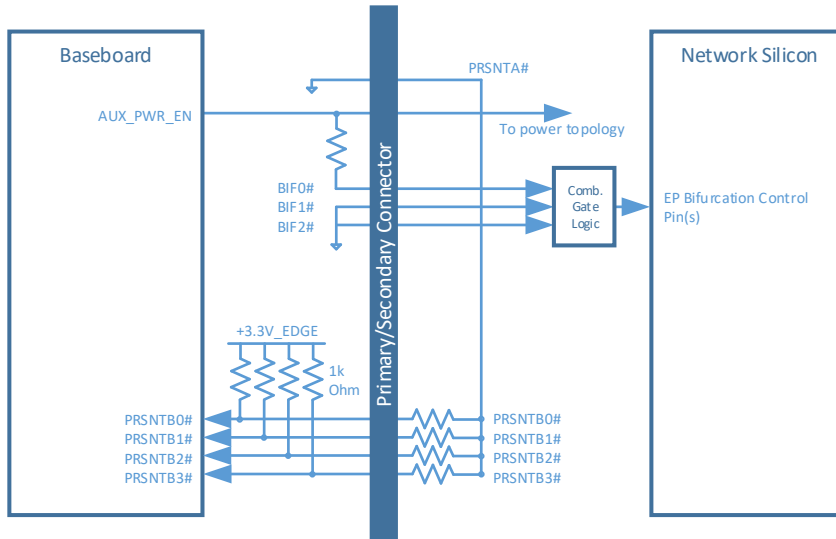 Baseboard
PRSNTA#
Network Silicon
AUX_PWR_EN
To power topology
BIF0#
BIF1#
BIF2#
Comb.
Gate
Logic
EP Bifurcation Control
Pin(s)
Primary/Secondary Connector
+3.3V_EDGE
1k
Ohm
PRSNTB0#
PRSNTB1#
PRSNTB2#
PRSNTB3#
PRSNTB0#
PRSNTB1#
PRSNTB2#
PRSNTB3#